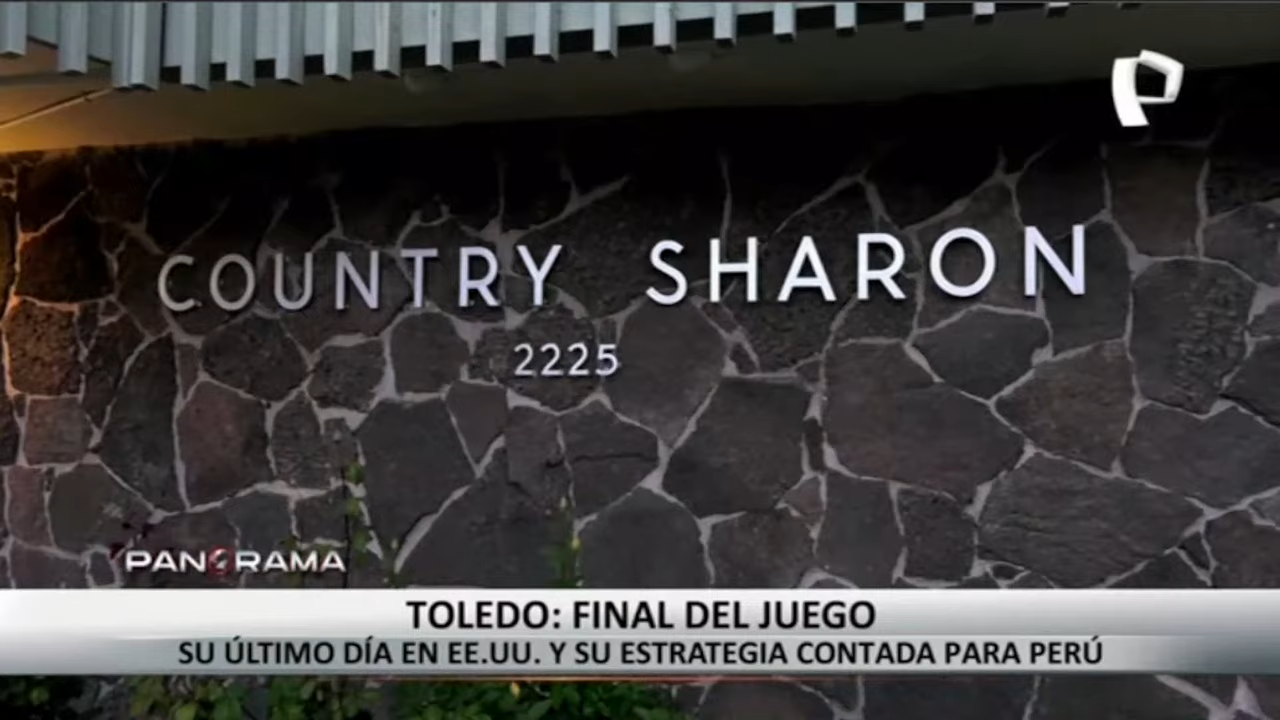 COUNTRY SHARON
2225
PANORAMA
TOLEDO: FINAL DEL JUEGO
SU ÚLTIMO DÍA EN EE.UU. Y SU ESTRATEGIA CONTADA PARA PERÚ